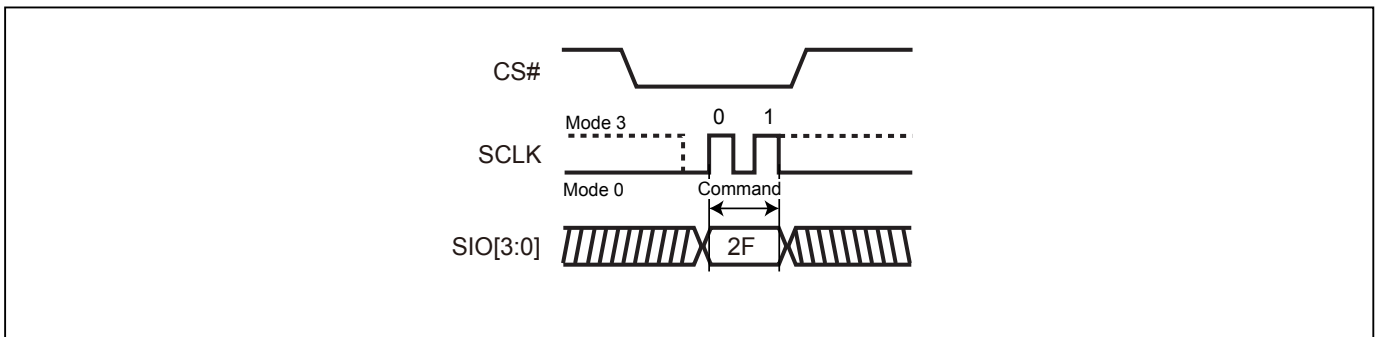 CS#
Mode 3
0 1
SCLK
Mode 0
Command
SIO[3:0]
2F